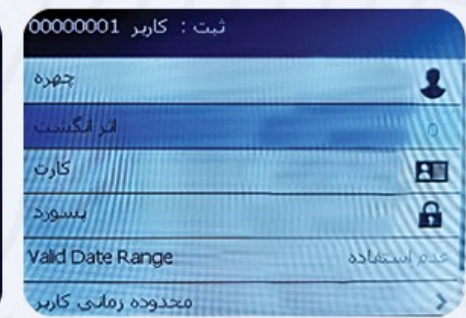 ثبت : کاربر 00000001
چهره
اثر انگشت 0
کارت
پسورد
Valid Date Range عدم استفاده
محدوده زمانی کاربر